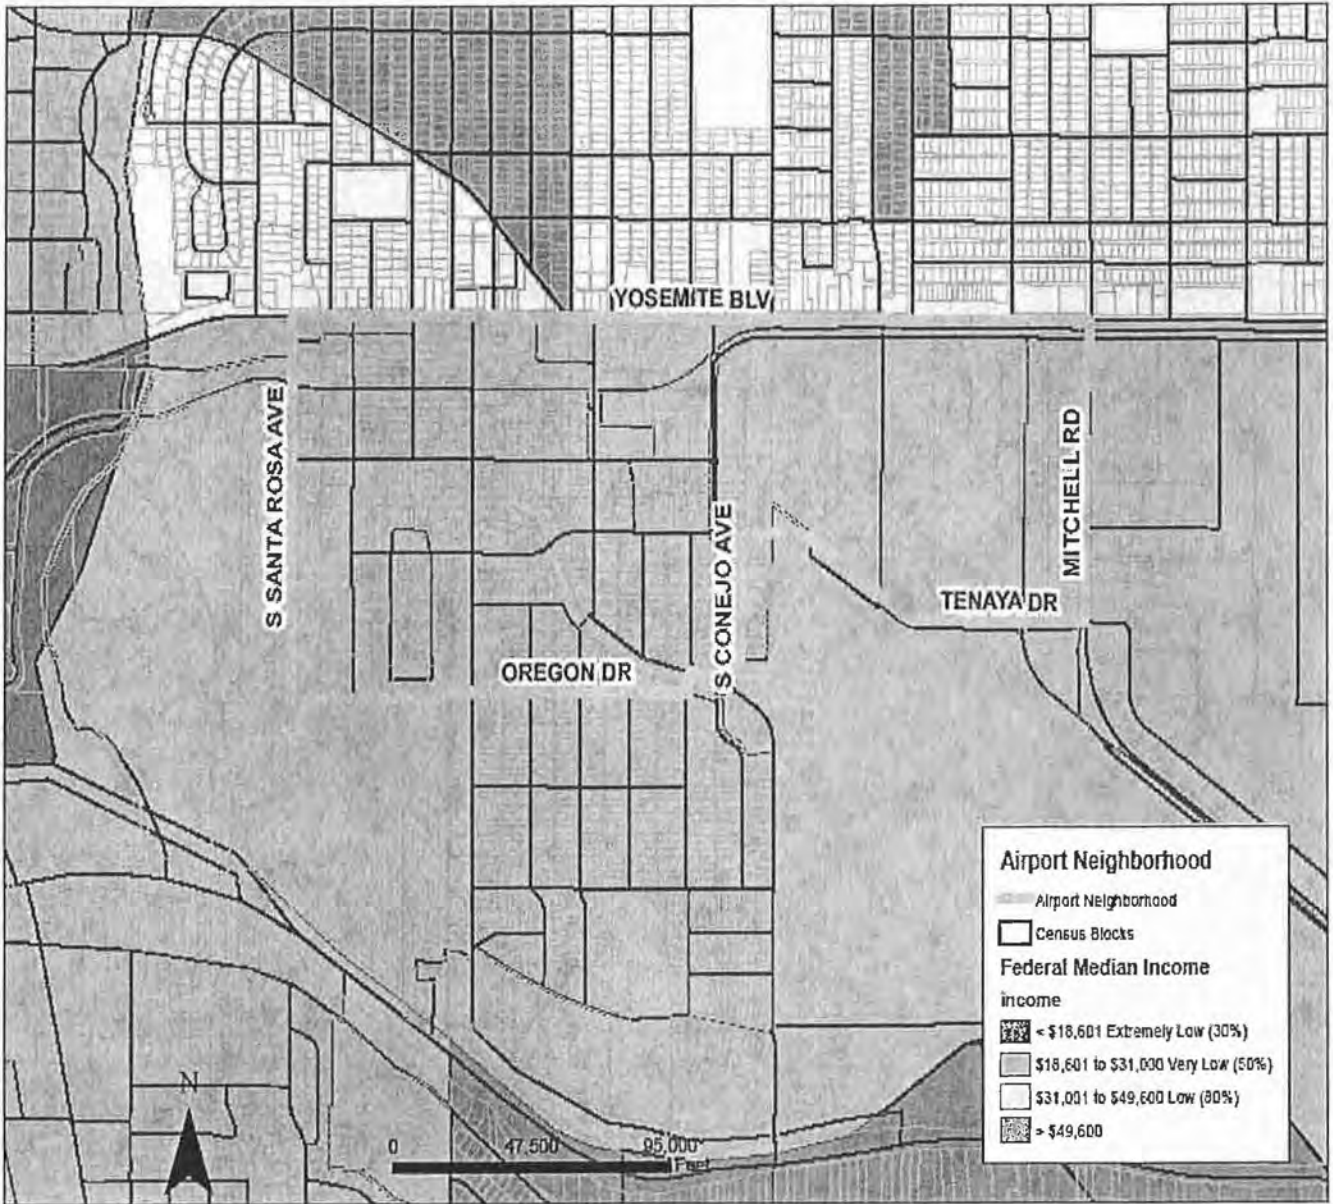 YOSEMITE BLV
S SANTA ROSA AVE
S CONEJO AVE
MITCHELL RD
TENAYA DR
OREGON DR
Airport Neighborhood
Airport Neighborhood
Census Blocks
Federal Median Income
income
< $18,601 Extremely Low (30%)
$18,601 to $31,000 Very Low (50%)
$31,001 to $49,600 Low (80%)
> $49,600
N
0 47,500 95,000
Feet